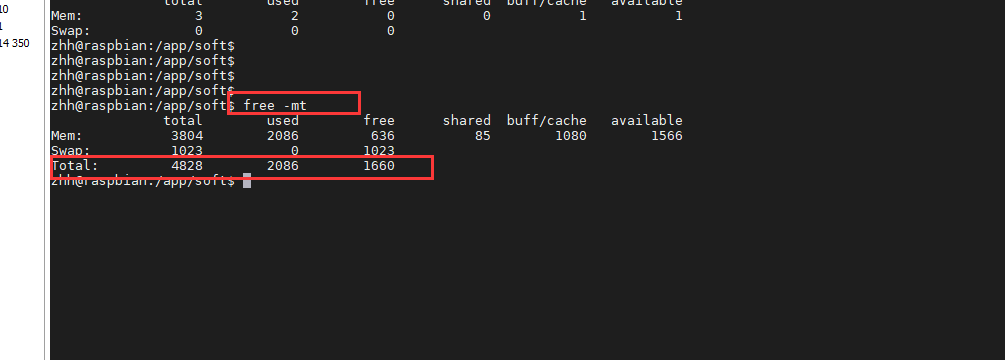 10
1
14 350
total used free shared buff/cache available
Mem: 3 2 0 0 1 1
Swap: 0 0 0
zhh@raspbian:/app/soft$
zhh@raspbian:/app/soft$
zhh@raspbian:/app/soft$
zhh@raspbian:/app/soft$
zhh@raspbian:/app/soft$ free -mt
total used free shared buff/cache available
Mem: 3804 2086 636 85 1080 1566
Swap: 1023 0 1023
Total: 4828 2086 1660
zhh@raspbian:/app/soft$